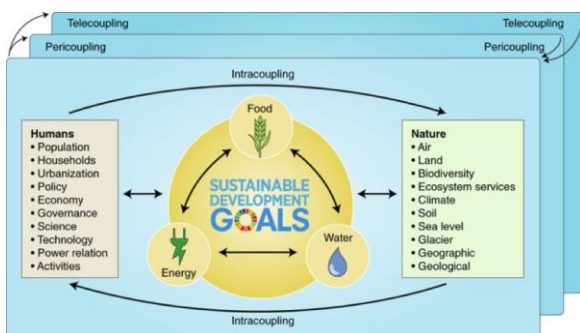 Telecoupling Telecoupling
Pericoupling Pericoupling
Intracoupling
Humans
• Population
• Households
• Urbanization
• Policy
• Economy
• Governance
• Science
• Technology
• Power relation
• Activities
Food
SUSTAINABLE
DEVELOPMENT
GOALS
Energy
Water
Nature
• Air
• Land
• Biodiversity
• Ecosystem services
• Climate
• Soil
• Sea level
• Glacier
• Geographic
• Geological
Intracoupling